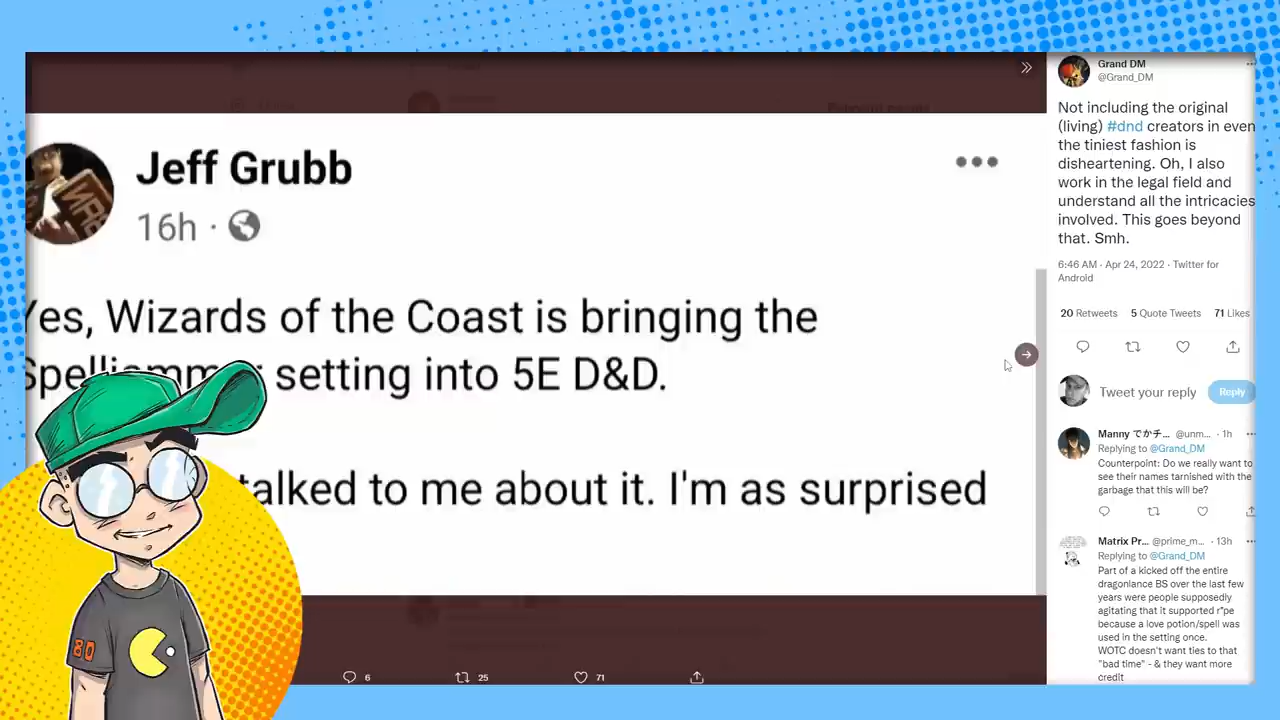 Jeff Grubb
16h ·
Yes, Wizards of the Coast is bringing the
setting into 5E D&D.
talked to me about it. I'm as surprised
6
25
71
80
Grand DM
@Grand_DM
Not including the original
(living) #dnd creators in even
the tiniest fashion is
disheartening. Oh, I also
work in the legal field and
understand all the intricacies
involved. This goes beyond
that. Smh.
6:46 AM · Apr 24, 2022 · Twitter for
Android
20 Retweets 5 Quote Tweets 71 Likes
Tweet your reply Reply
Manny でかチ... @unm... · 1h
Replying to @Grand_DM
Counterpoint: Do we really want to
see their names tarnished with the
garbage that this will be?
Matrix Pr... @prime_m... · 13h
Replying to @Grand_DM
Part of a kicked off the entire
dragonlance BS over the last few
years were people supposedly
agitating that it supported r*pe
because a love potion/spell was
used in the setting once.
WOTC doesn't want ties to that
"bad time" - & they want more
credit